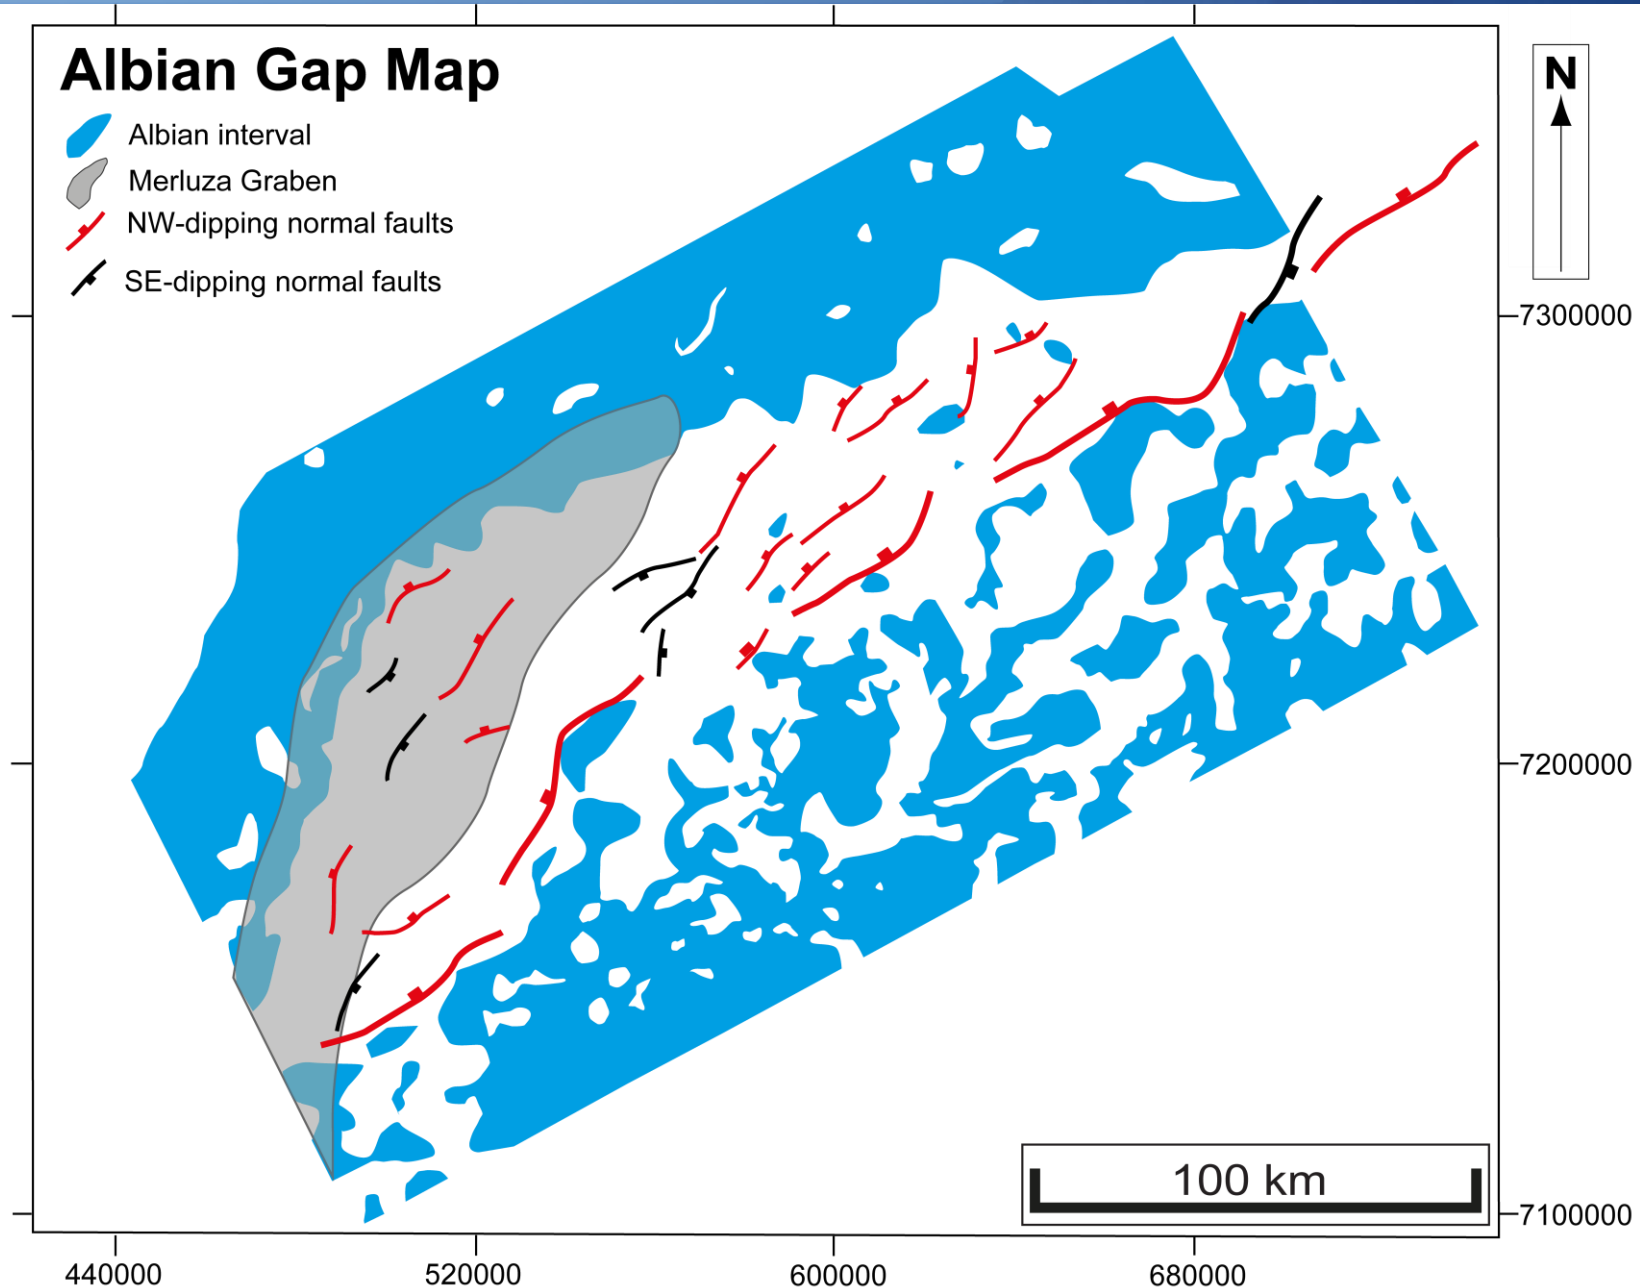 Albian Gap Map
Albian interval
Merluza Graben
NW-dipping normal faults
SE-dipping normal faults
N
7300000
7200000
7100000
100 km
440000
520000
600000
680000